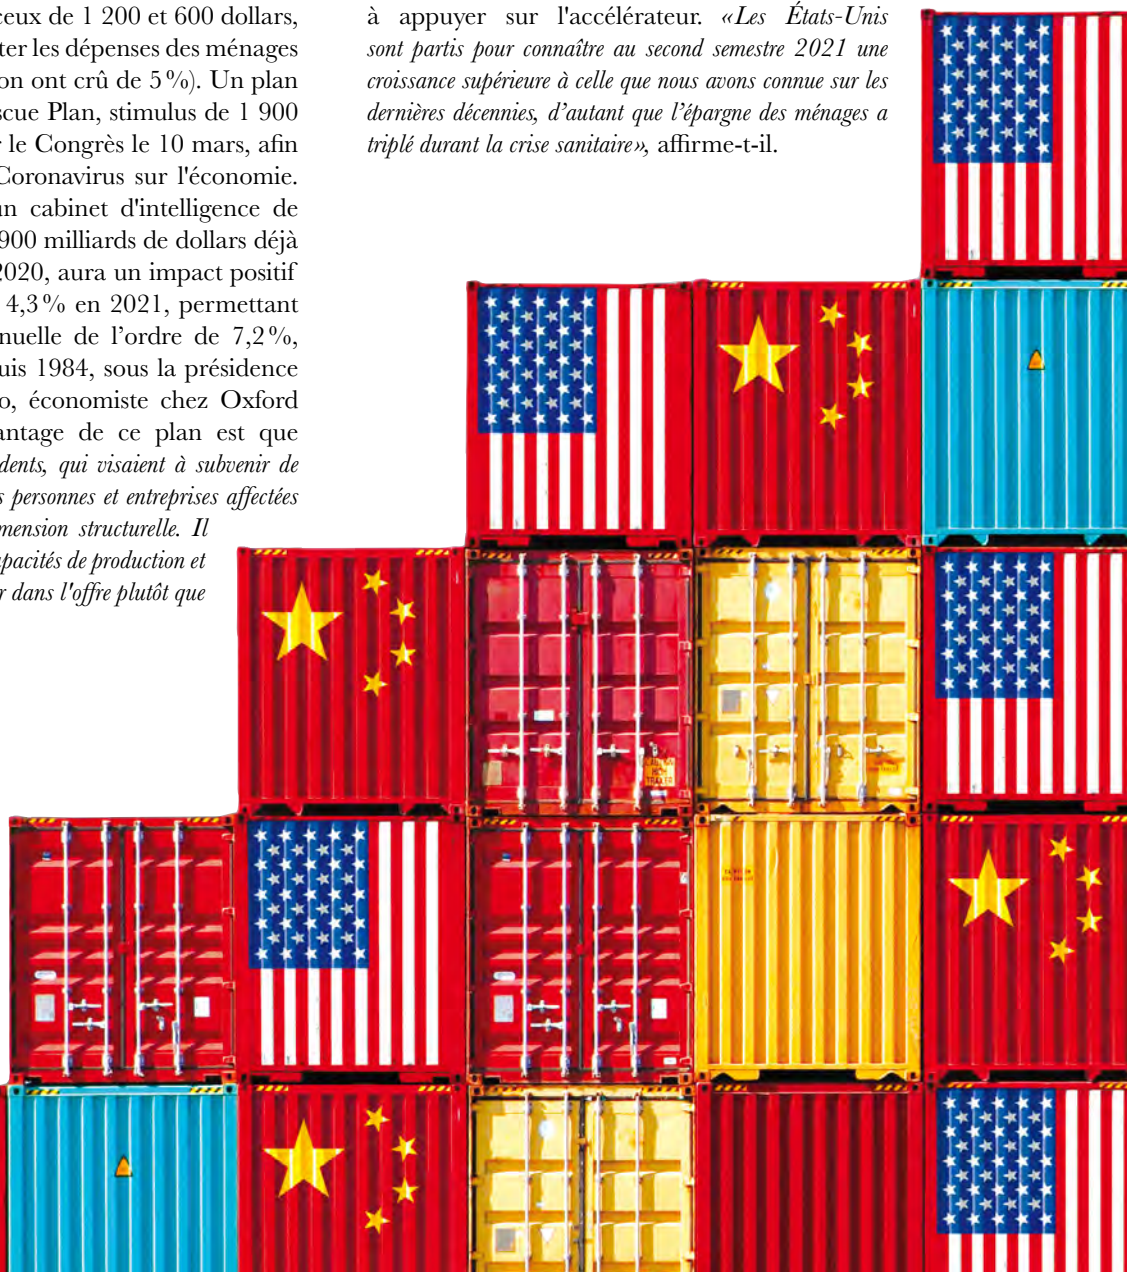 ceux de 1 200 et 600 dollars,
ter les dépenses des ménages
on ont crû de 5 %). Un plan
scue Plan, stimulus de 1 900
r le Congrès le 10 mars, afin
Coronavirus sur l'économie.
un cabinet d'intelligence de
900 milliards de dollars déjà
2020, aura un impact positif
4,3 % en 2021, permettant
nuelle de l’ordre de 7,2 %,
uis 1984, sous la présidence
o, économiste chez Oxford
antage de ce plan est que
dents, qui visaient à subvenir de
s personnes et entreprises affectées
mension structurelle. Il
apacités de production et
r dans l'offre plutôt que
à appuyer sur l'accélérateur. «Les États-Unis
sont partis pour connaître au second semestre 2021 une
croissance supérieure à celle que nous avons connue sur les
dernières décennies, d’autant que l’épargne des ménages a
triplé durant la crise sanitaire», affirme-t-il.